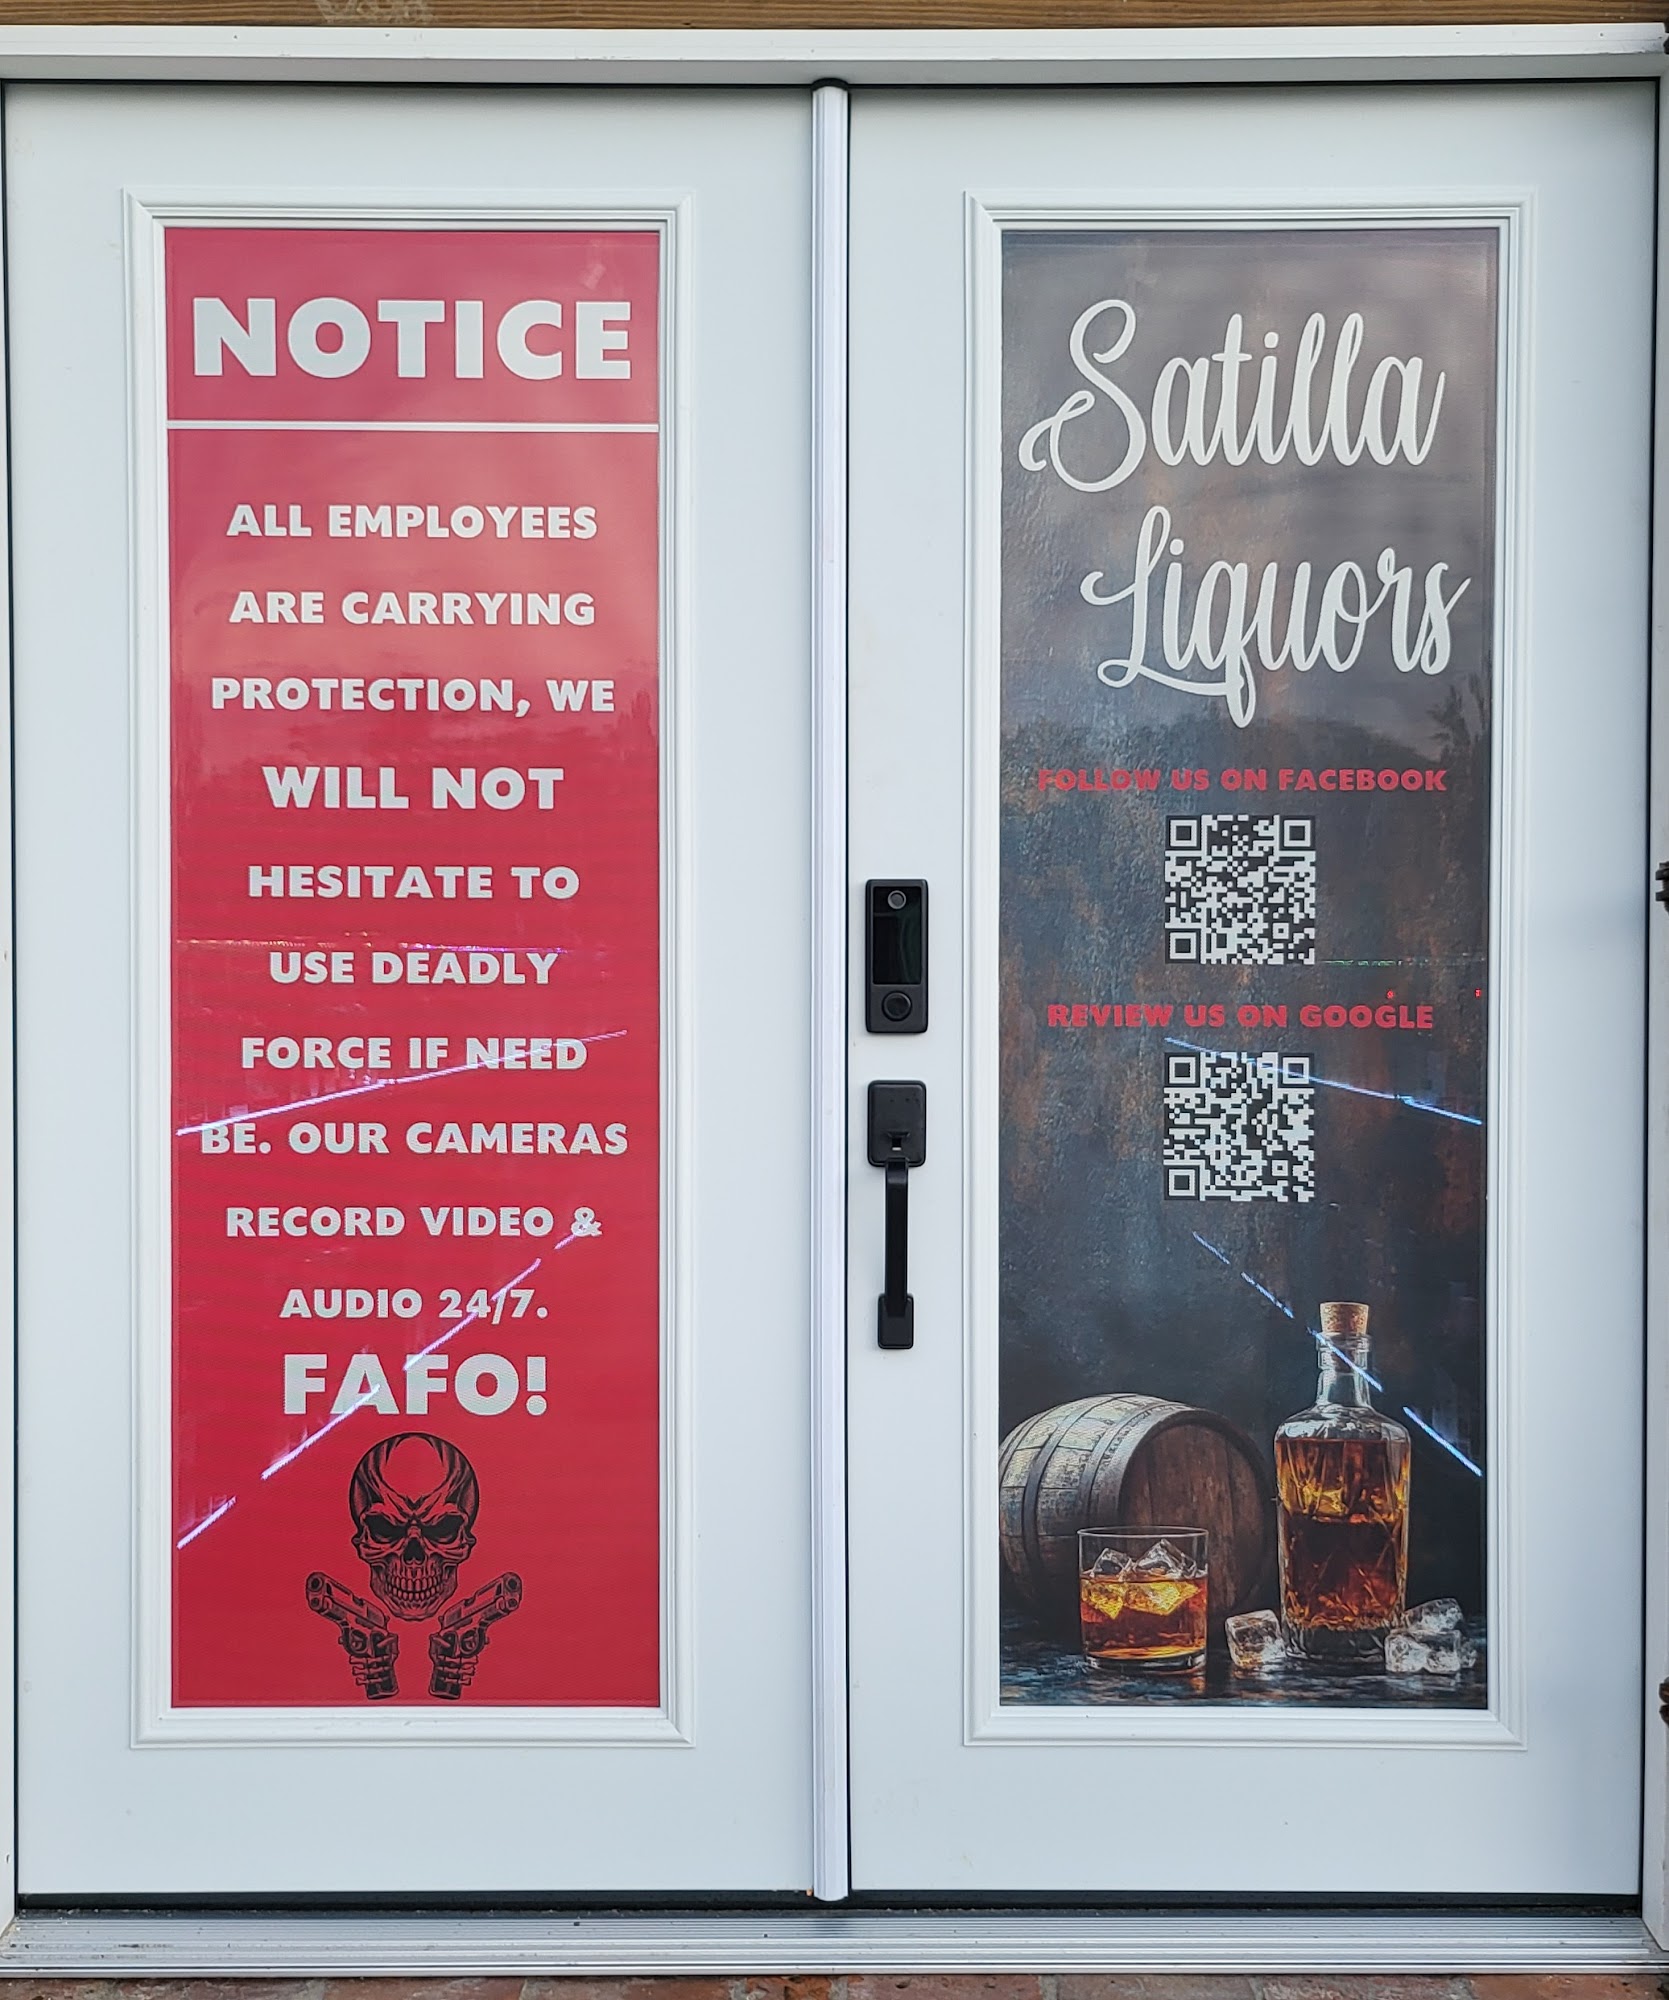 NOTICE
ALL EMPLOYEES
ARE CARRYING
PROTECTION, WE
WILL NOT
HESITATE TO
USE DEADLY
FORCE IF NEED
BE. OUR CAMERAS
RECORD VIDEO &
AUDIO 24/7.
FAFO!
Satilla
Liquors
FOLLOW US ON FACEBOOK
REVIEW US ON GOOGLE